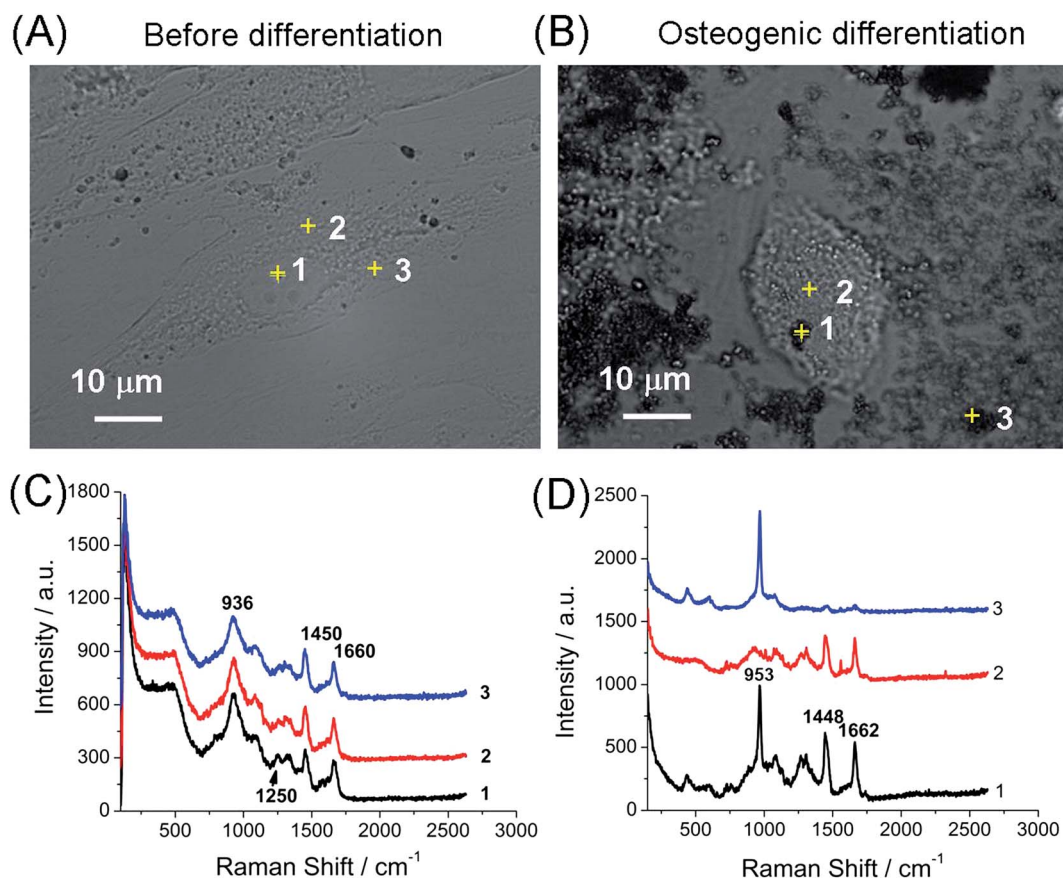 (A) Before differentiation
2
1
3
10 μm
(B) Osteogenic differentiation
2
1
10 μm
3
(C)
1800
1500
1200
900
600
300
0
Intensity / a.u.
936
1450
1660
3
2
1250
1
500 1000 1500 2000 2500 3000
Raman Shift / cm⁻¹
(D)
2500
2000
1500
1000
500
0
Intensity / a.u.
3
2
953
1448
1662
1
500 1000 1500 2000 2500 3000
Raman Shift / cm⁻¹